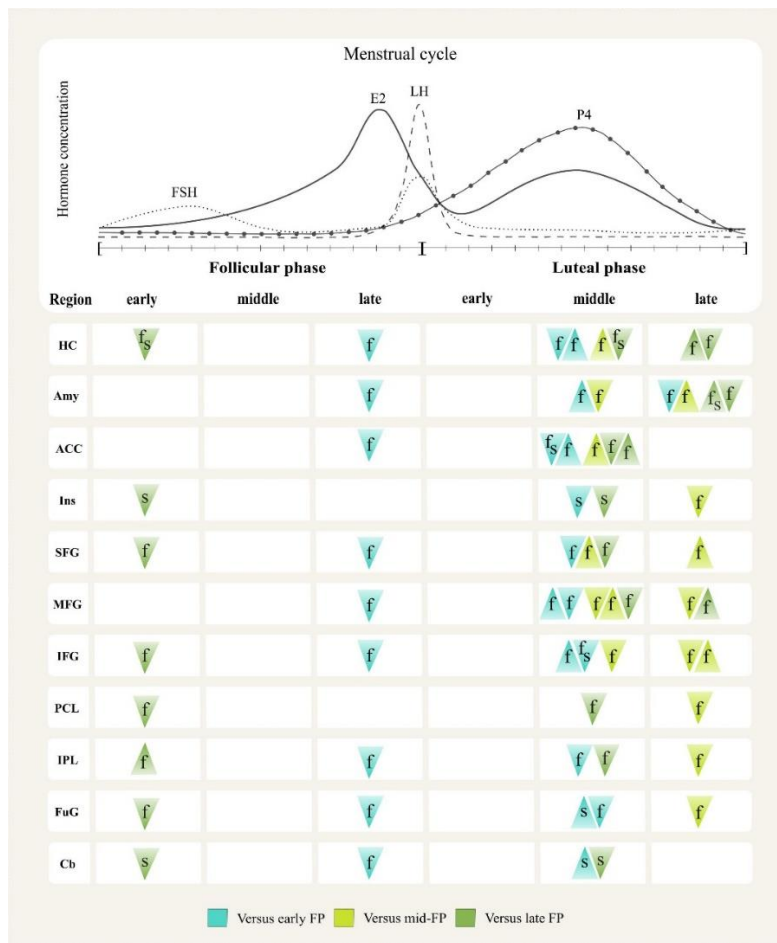 Menstrual cycle
Hormone concentration
FSH
E2
LH
P4
Follicular phase
Luteal phase
Region early middle late early middle late
HC f s f f f f f s f f
Amy f f f f f f s f
ACC f f s f f f f
Ins s s s f
SFG f f f f f f
MFG f f f f f f f f
IFG f f f f s f f f
PCL f f f
IPL f f f f f
FuG f f s f f
Cb s f s s
Versus early FP Versus mid-FP Versus late FP